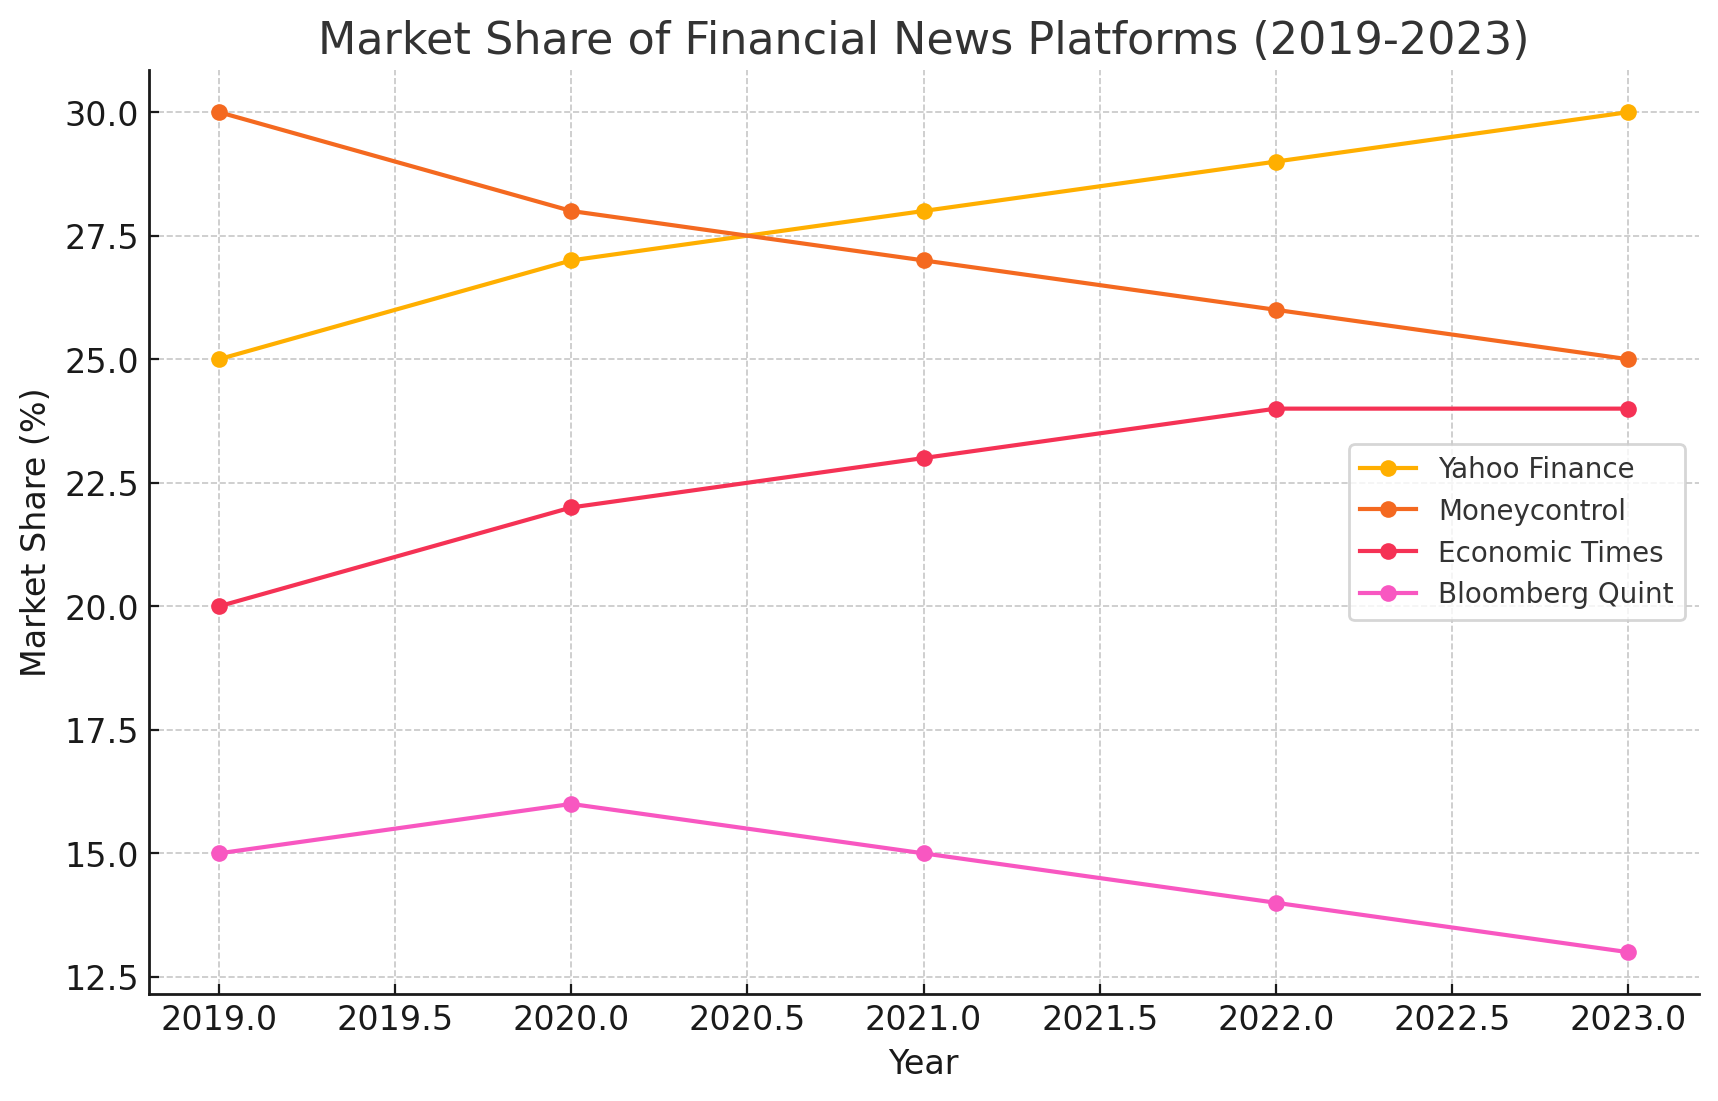 Market Share of Financial News Platforms (2019-2023)
30.0
27.5
25.0
22.5
20.0
17.5
15.0
12.5
Market Share (%)
Yahoo Finance
Moneycontrol
Economic Times
Bloomberg Quint
2019.0 2019.5 2020.0 2020.5 2021.0 2021.5 2022.0 2022.5 2023.0
Year